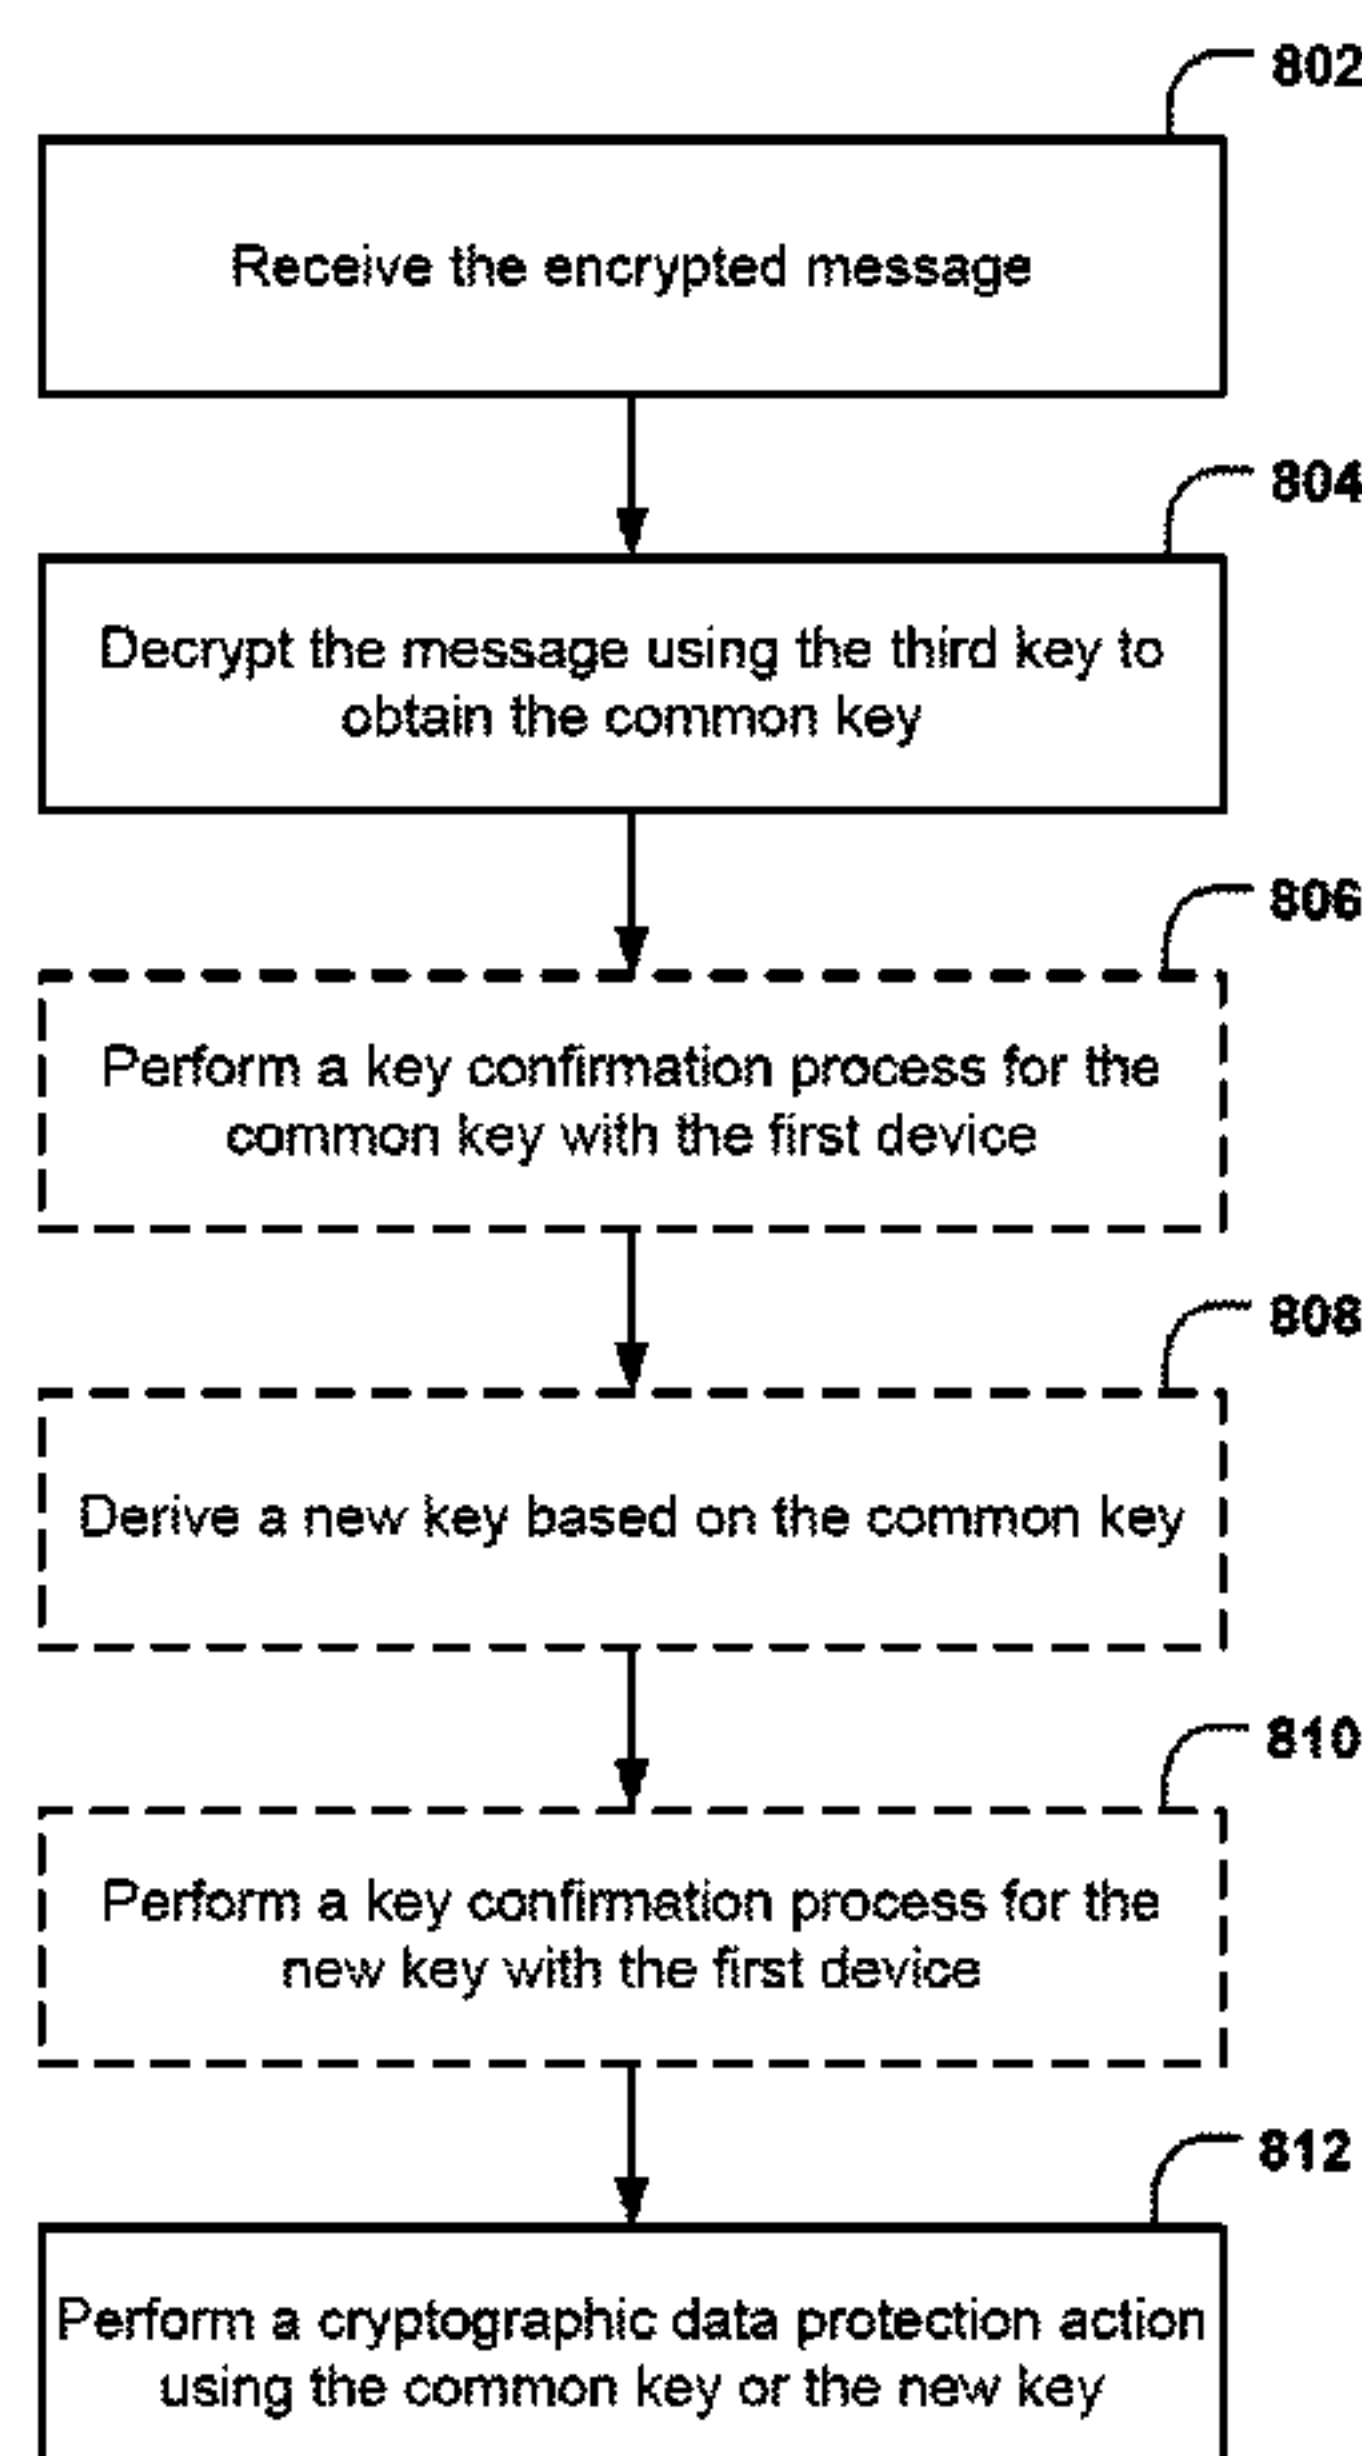 802
Receive the encrypted message
804
Decrypt the message using the third key to
obtain the common key
806
Perform a key confirmation process for the
common key with the first device
808
Derive a new key based on the common key
810
Perform a key confirmation process for the
new key with the first device
812
Perform a cryptographic data protection action
using the common key or the new key